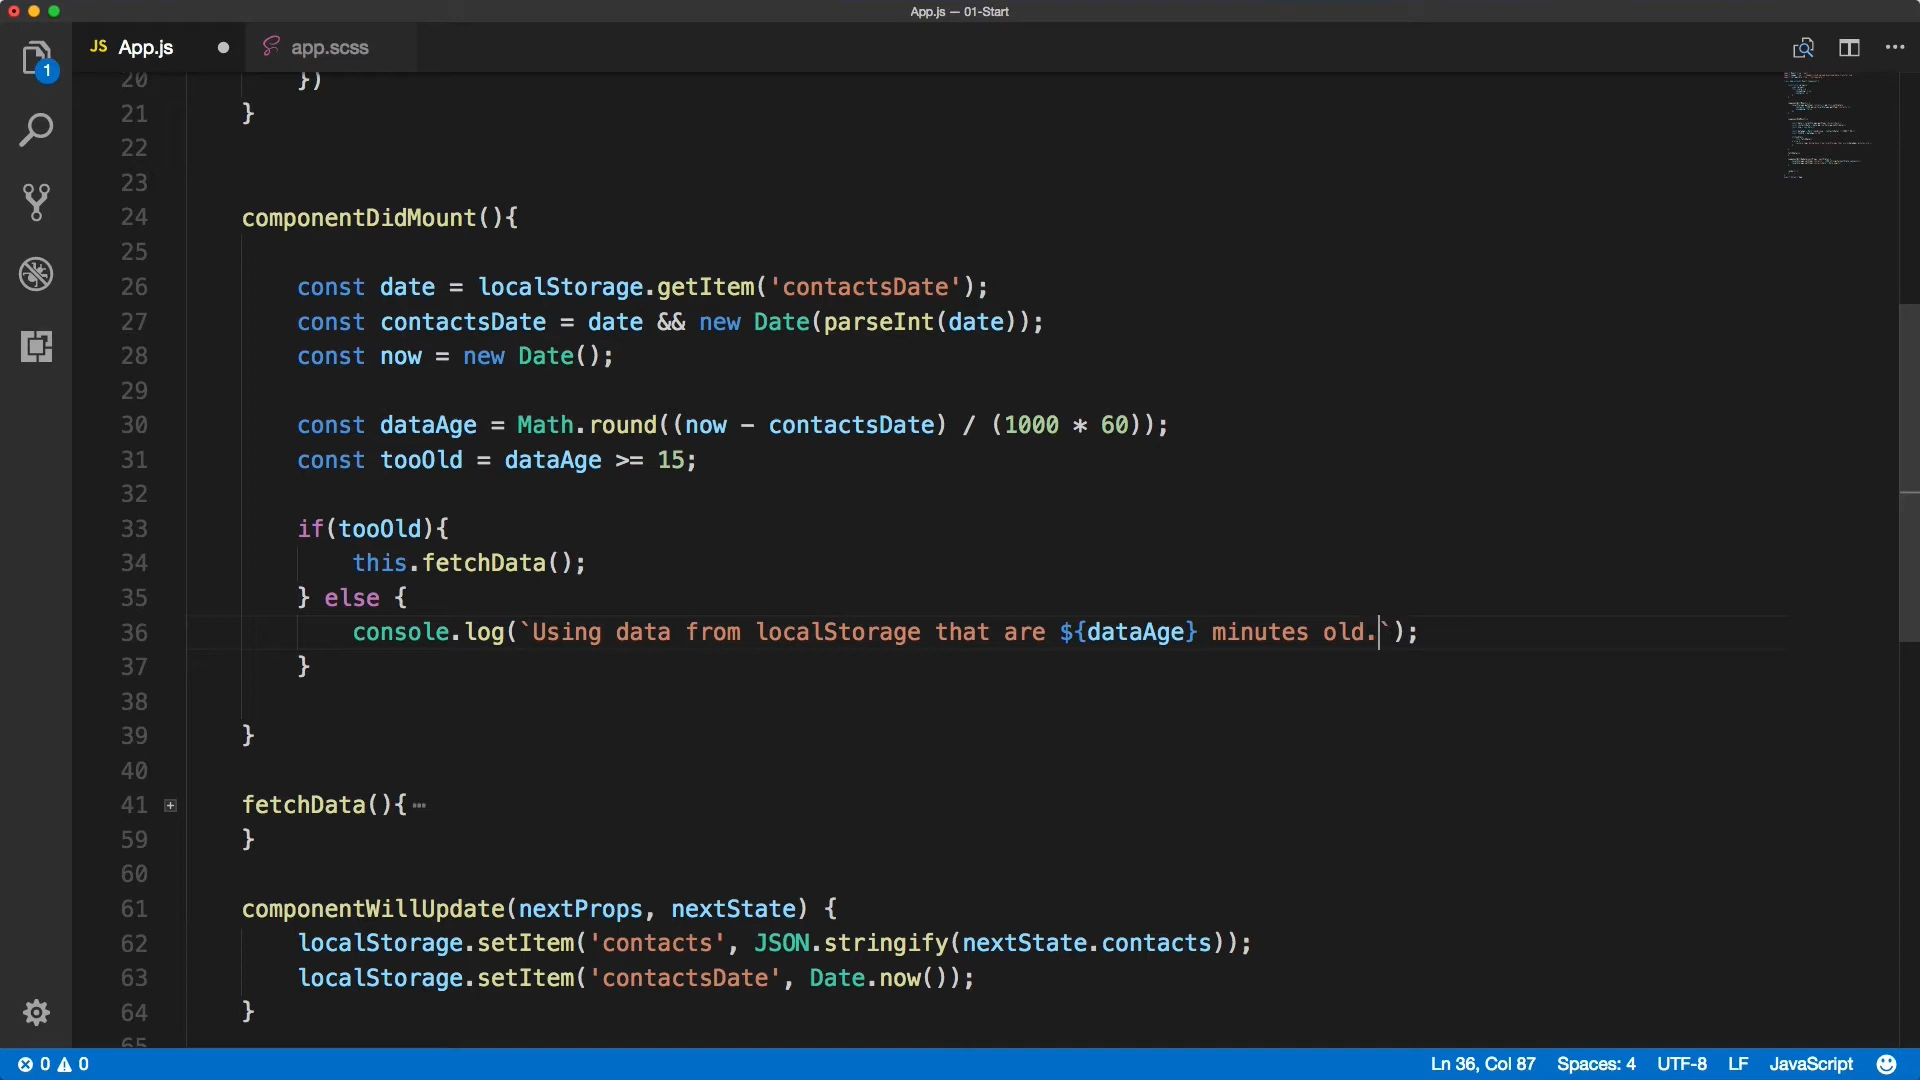 App.js — 01-Start
JS App.js app.scss
1
20 })
21 }
22
23
24 componentDidMount(){
25
26 const date = localStorage.getItem('contactsDate');
27 const contactsDate = date && new Date(parseInt(date));
28 const now = new Date();
29
30 const dataAge = Math.round((now - contactsDate) / (1000 * 60));
31 const tooOld = dataAge >= 15;
32
33 if(tooOld){
34 this.fetchData();
35 } else {
36 console.log(`Using data from localStorage that are ${dataAge} minutes old.`);
37 }
38
39 }
40
41 fetchData(){
59 }
60
61 componentWillUpdate(nextProps, nextState) {
62 localStorage.setItem('contacts', JSON.stringify(nextState.contacts));
63 localStorage.setItem('contactsDate', Date.now());
64 }
65
0 0 Ln 36, Col 87 Spaces: 4 UTF-8 LF JavaScript